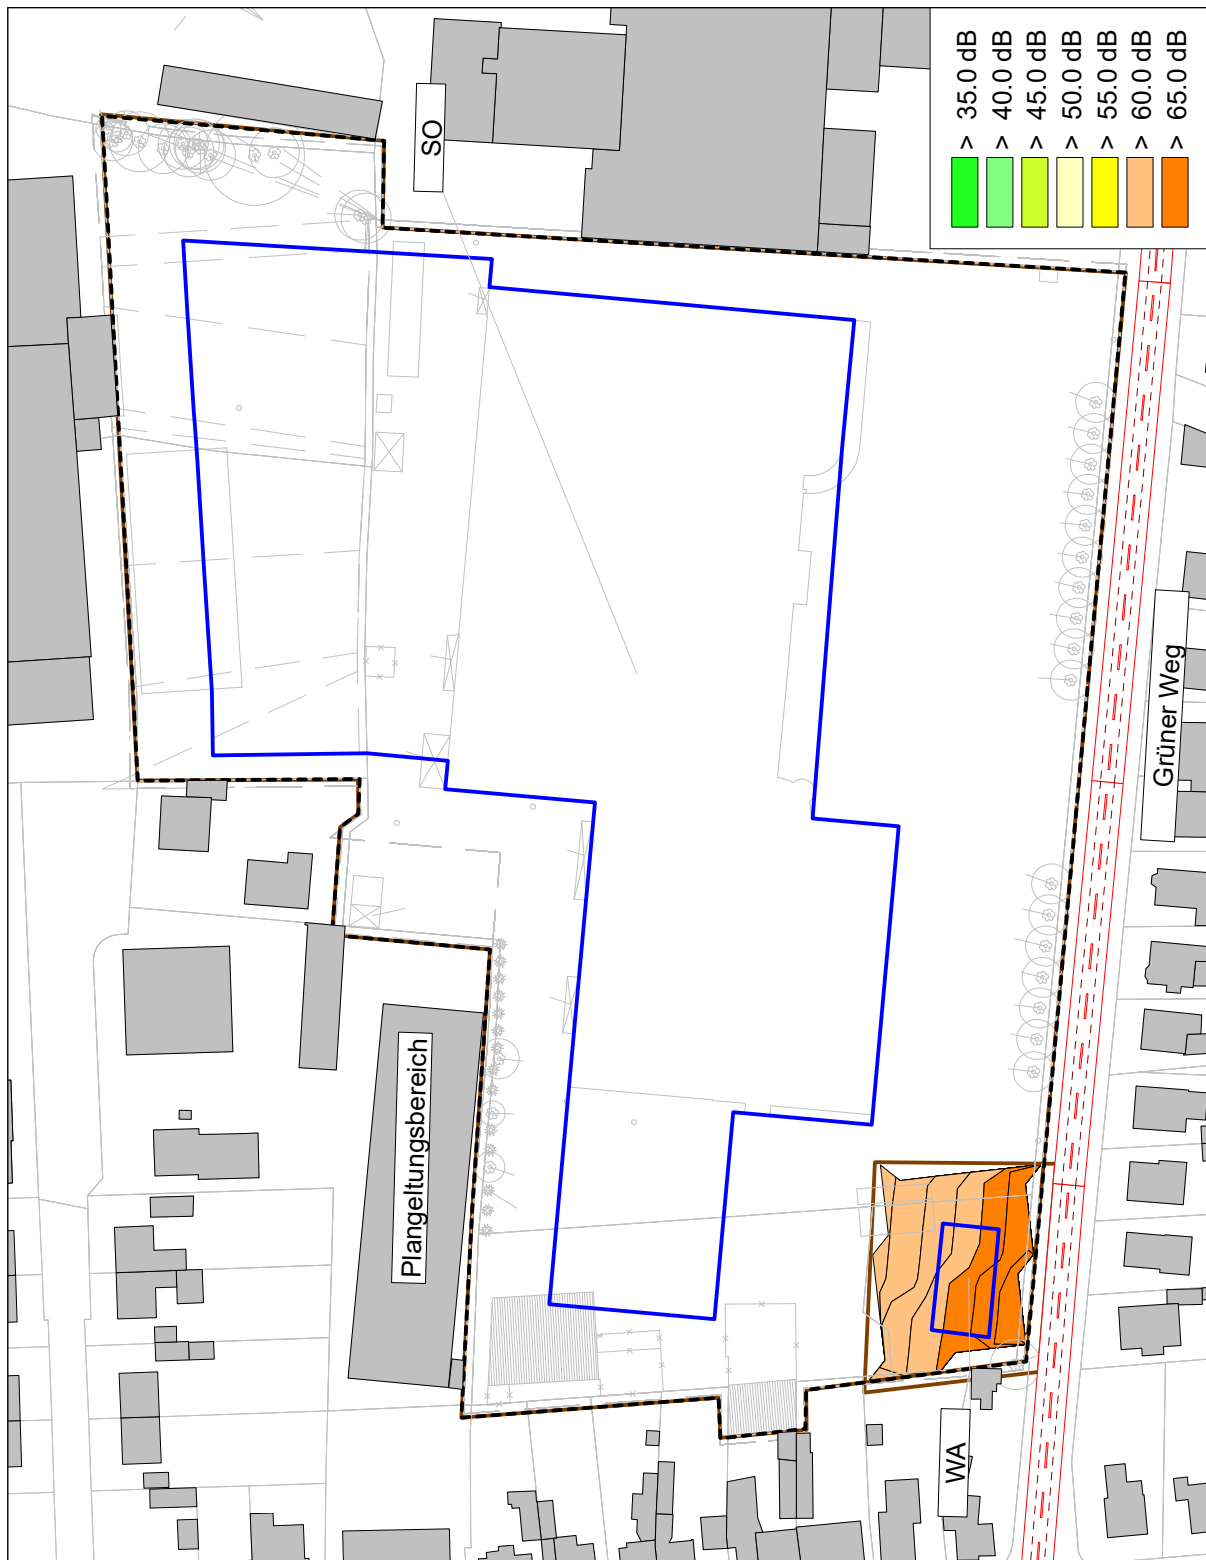 SO
> 35.0 dB
> 40.0 dB
> 45.0 dB
> 50.0 dB
> 55.0 dB
> 60.0 dB
> 65.0 dB
Plangeltungsbereich
Grüner Weg
WA